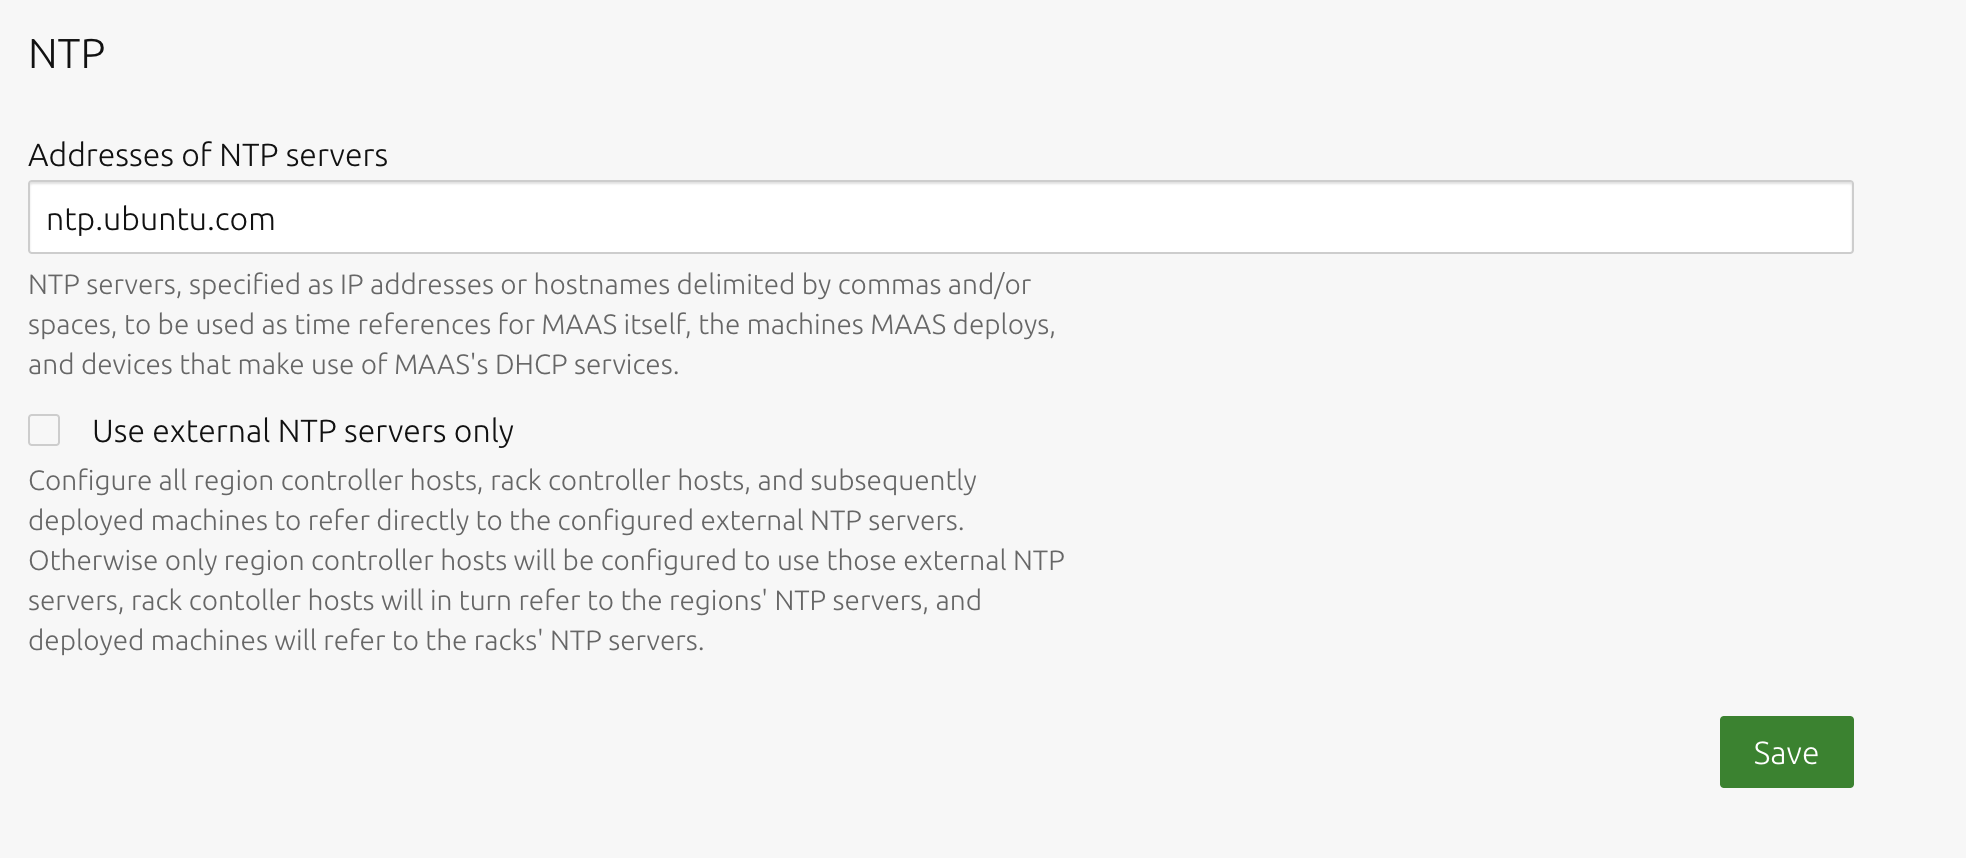 NTP
Addresses of NTP servers
ntp.ubuntu.com
NTP servers, specified as IP addresses or hostnames delimited by commas and/or
spaces, to be used as time references for MAAS itself, the machines MAAS deploys,
and devices that make use of MAAS's DHCP services.
Use external NTP servers only
Configure all region controller hosts, rack controller hosts, and subsequently
deployed machines to refer directly to the configured external NTP servers.
Otherwise only region controller hosts will be configured to use those external NTP
servers, rack contoller hosts will in turn refer to the regions' NTP servers, and
deployed machines will refer to the racks' NTP servers.
Save